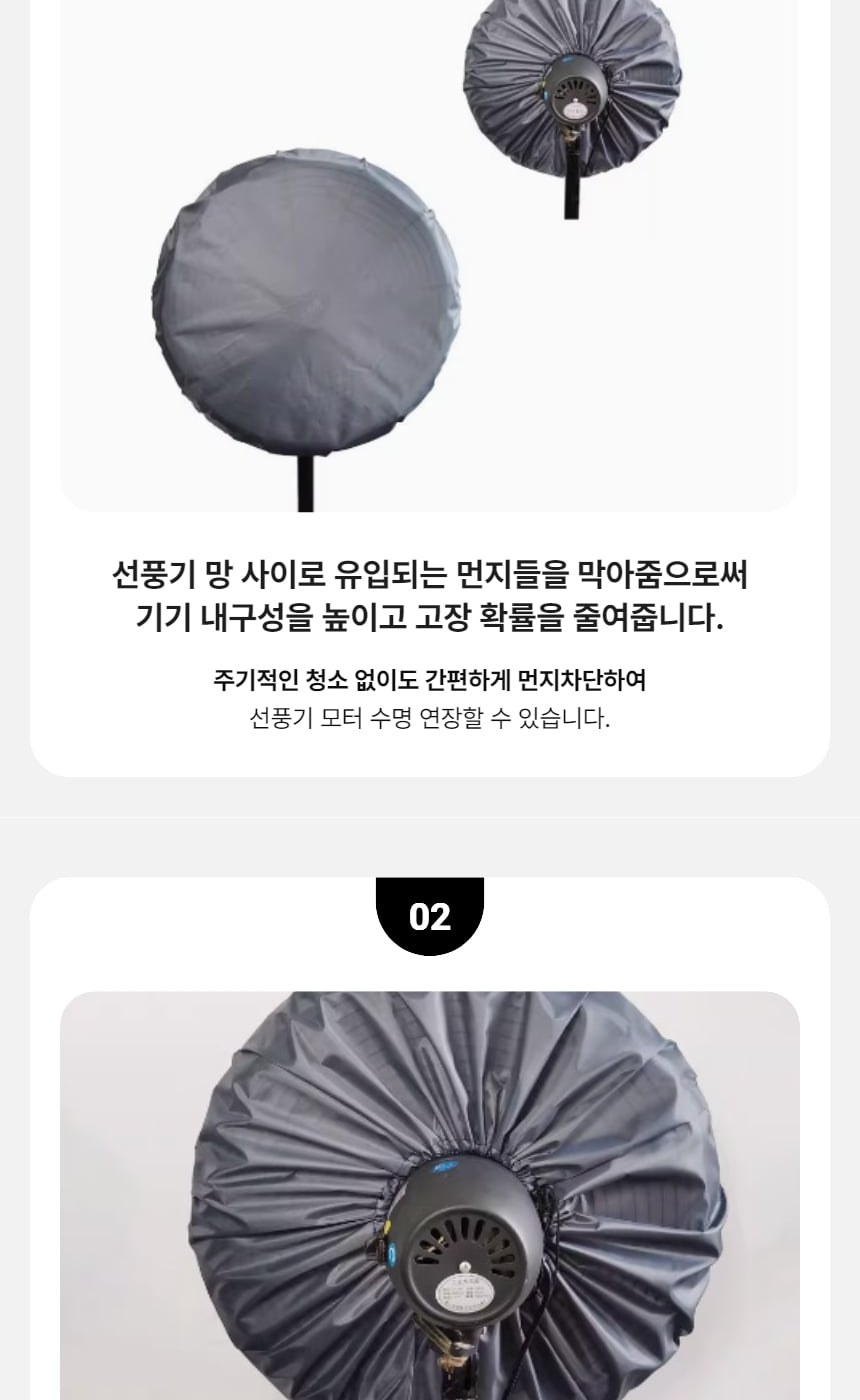 선풍기 망 사이로 유입되는 먼지들을 막아줌으로써
기기 내구성을 높이고 고장 확률을 줄여줍니다.
주기적인 청소 없이도 간편하게 먼지차단하여
선풍기 모터 수명 연장할 수 있습니다.
02